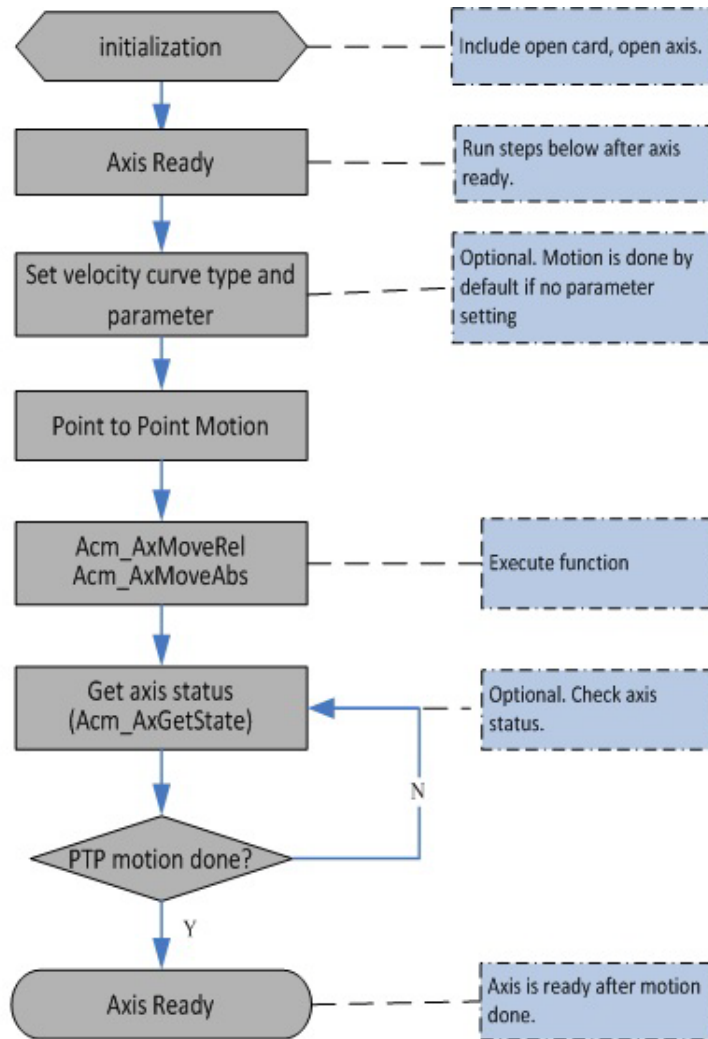 initialization
Include open card, open axis.
Axis Ready
Run steps below after axis
ready.
Set velocity curve type and
parameter
Optional. Motion is done by
default if no parameter
setting
Point to Point Motion
Acm_AxMoveRel
Acm_AxMoveAbs
Execute function
Get axis status
(Acm_AxGetState)
Optional. Check axis
status.
N
PTP motion done?
Y
Axis Ready
Axis is ready after motion
done.